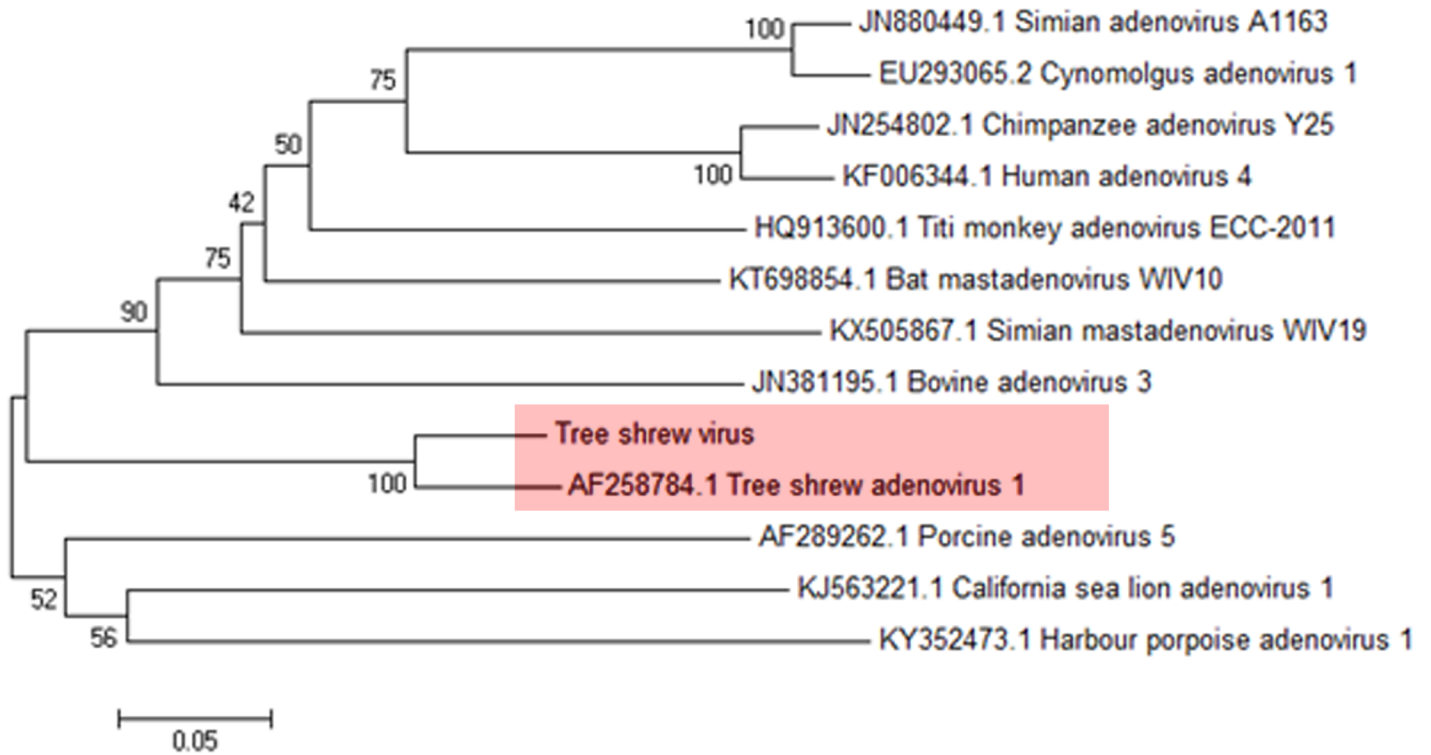 100
JN880449.1 Simian adenovirus A1163
EU293065.2 Cynomolgus adenovirus 1
75
JN254802.1 Chimpanzee adenovirus Y25
50
100
KF006344.1 Human adenovirus 4
42
HQ913600.1 Titi monkey adenovirus ECC-2011
75
KT698854.1 Bat mastadenovirus WIV10
90
KX505867.1 Simian mastadenovirus WIV19
JN381195.1 Bovine adenovirus 3
Tree shrew virus
100
AF258784.1 Tree shrew adenovirus 1
AF289262.1 Porcine adenovirus 5
52
KJ563221.1 California sea lion adenovirus 1
56
KY352473.1 Harbour porpoise adenovirus 1
0.05